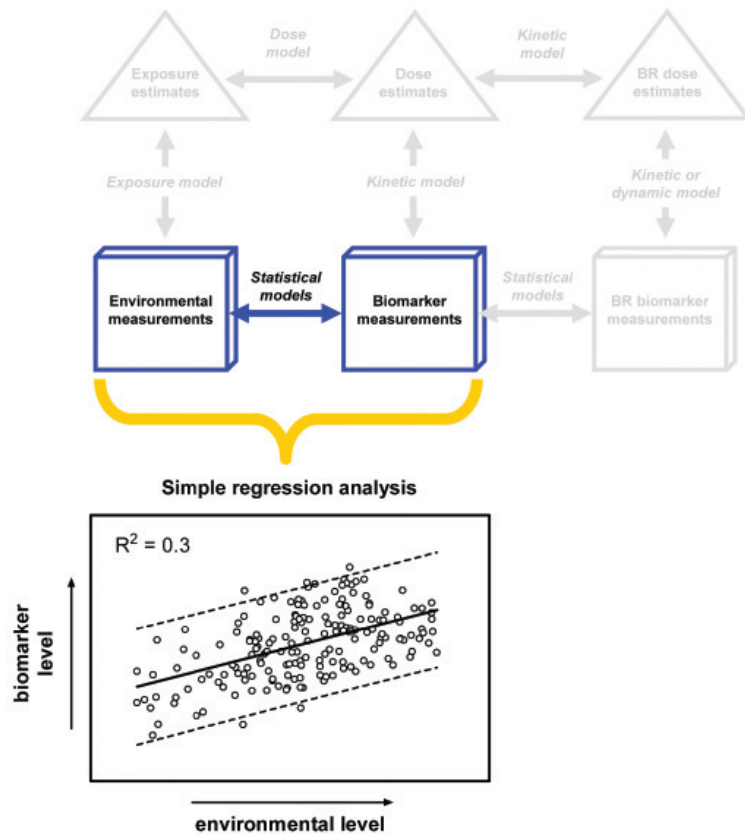 Dose
model
Kinetic
model
Exposure
estimates
Dose
estimates
BR dose
estimates
Exposure model
Kinetic model
Kinetic or
dynamic model
Environmental
measurements
Statistical
models
Biomarker
measurements
Statistical
models
BR biomarker
measurements
Simple regression analysis
R² = 0.3
biomarker
level
environmental level